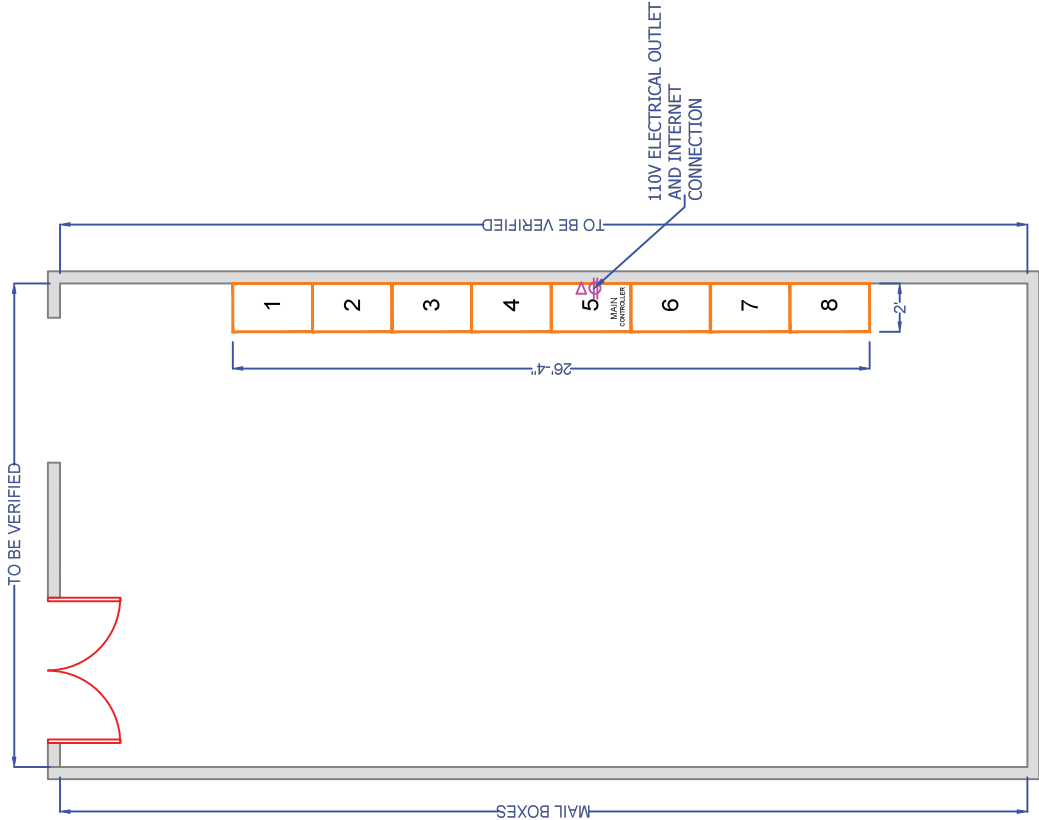 TO BE VERIFIED
110V ELECTRICAL OUTLET
AND INTERNET
CONNECTION
TO BE VERIFIED
1
2
3
4
5
MAIN
CONTROLLER
6
7
8
26'-4"
2'
MAIL BOXES